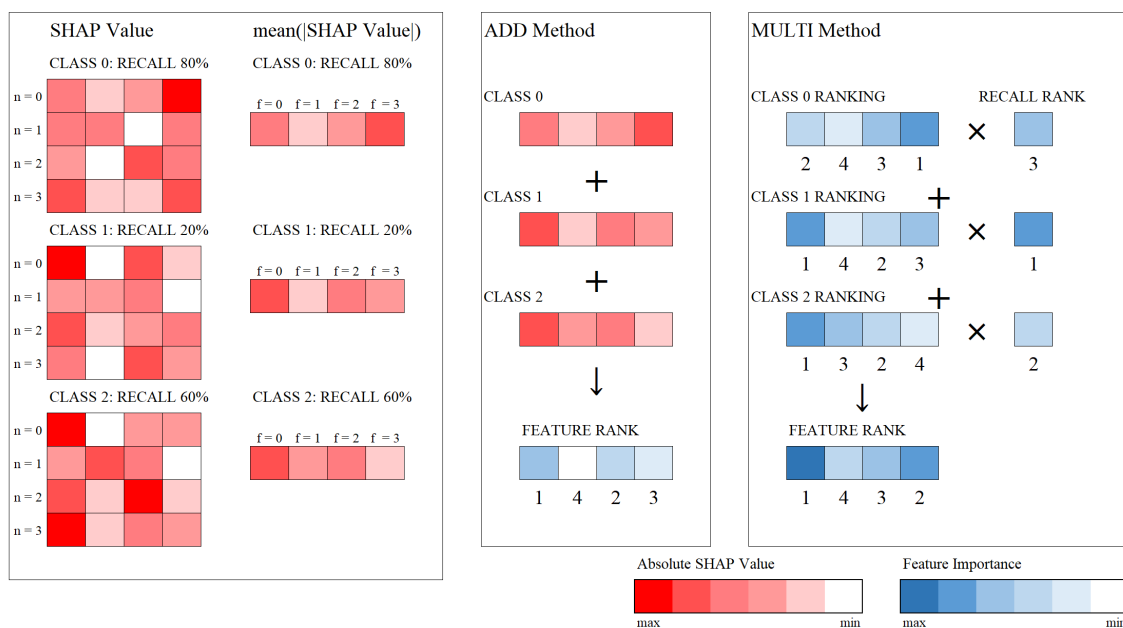 SHAP Value
mean(|SHAP Value|)
CLASS 0: RECALL 80%
CLASS 0: RECALL 80%
n = 0
n = 1
n = 2
n = 3
f = 0 f = 1 f = 2 f = 3
CLASS 1: RECALL 20%
CLASS 1: RECALL 20%
n = 0
n = 1
n = 2
n = 3
f = 0 f = 1 f = 2 f = 3
CLASS 2: RECALL 60%
CLASS 2: RECALL 60%
n = 0
n = 1
n = 2
n = 3
f = 0 f = 1 f = 2 f = 3
ADD Method
CLASS 0
+
CLASS 1
+
CLASS 2
↓
FEATURE RANK
1 4 2 3
MULTI Method
CLASS 0 RANKING
RECALL RANK
×
2 4 3 1
3
+
CLASS 1 RANKING
×
1 4 2 3
1
+
CLASS 2 RANKING
×
1 3 2 4
2
↓
FEATURE RANK
1 4 3 2
Absolute SHAP Value
max min
Feature Importance
max min